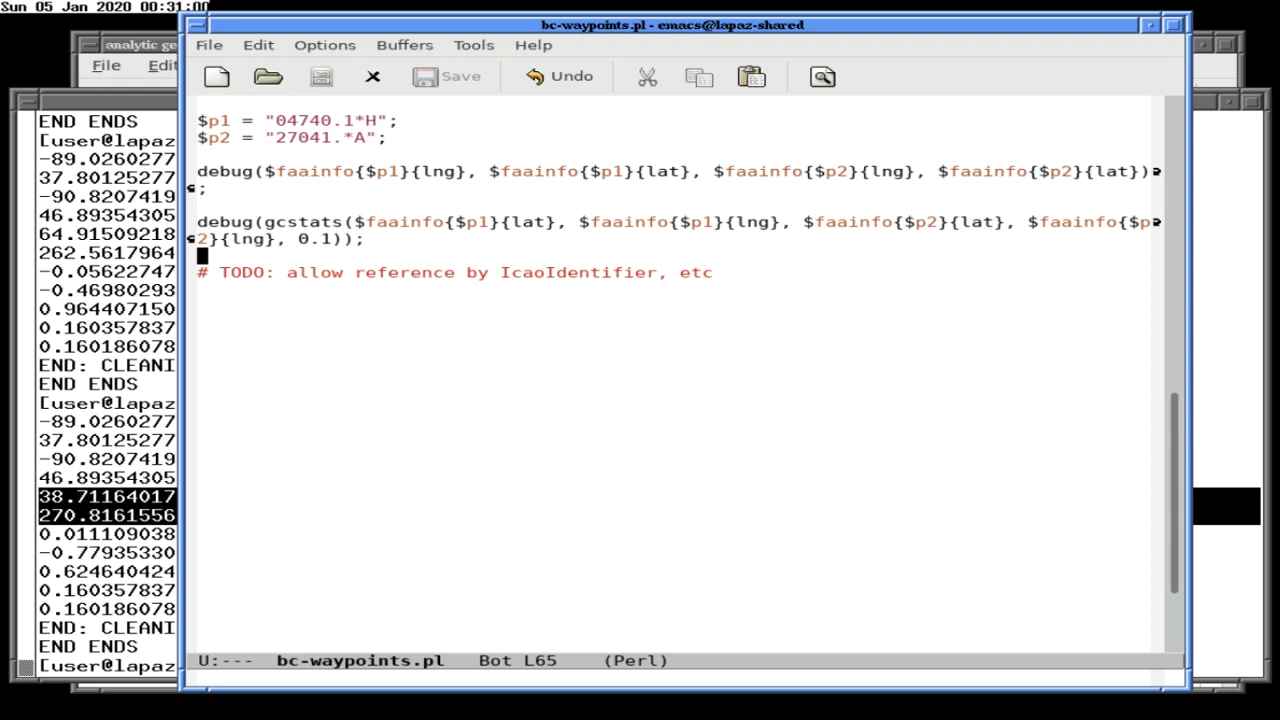 Sun 05 Jan 2020 00:31:00
bc-waypoints.pl - emacs@lapaz-shared
analytic ge
File Edit Options Buffers Tools Help
File Edit
Save Undo
$p1 = "04740.1*H";
$p2 = "27041.*A";
debug($faainfo{$p1}{lng}, $faainfo{$p1}{lat}, $faainfo{$p2}{lng}, $faainfo{$p2}{lat})
;
debug(gcstats($faainfo{$p1}{lat}, $faainfo{$p1}{lng}, $faainfo{$p2}{lat}, $faainfo{$p
2}{lng}, 0.1));
# TODO: allow reference by IcaoIdentifier, etc
U:--- bc-waypoints.pl Bot L65 (Perl)
END ENDS
[user@lapaz
-89.0260277
37.80125277
-90.8207419
46.89354305
64.91509218
262.5617964
-0.05622747
-0.46980293
0.964407150
0.160357837
0.160186078
END: CLEANI
END ENDS
[user@lapaz
-89.0260277
37.80125277
-90.8207419
46.89354305
38.71164017
270.8161556
0.011109038
-0.77935330
0.624640424
0.160357837
0.160186078
END: CLEANI
END ENDS
[user@lapaz